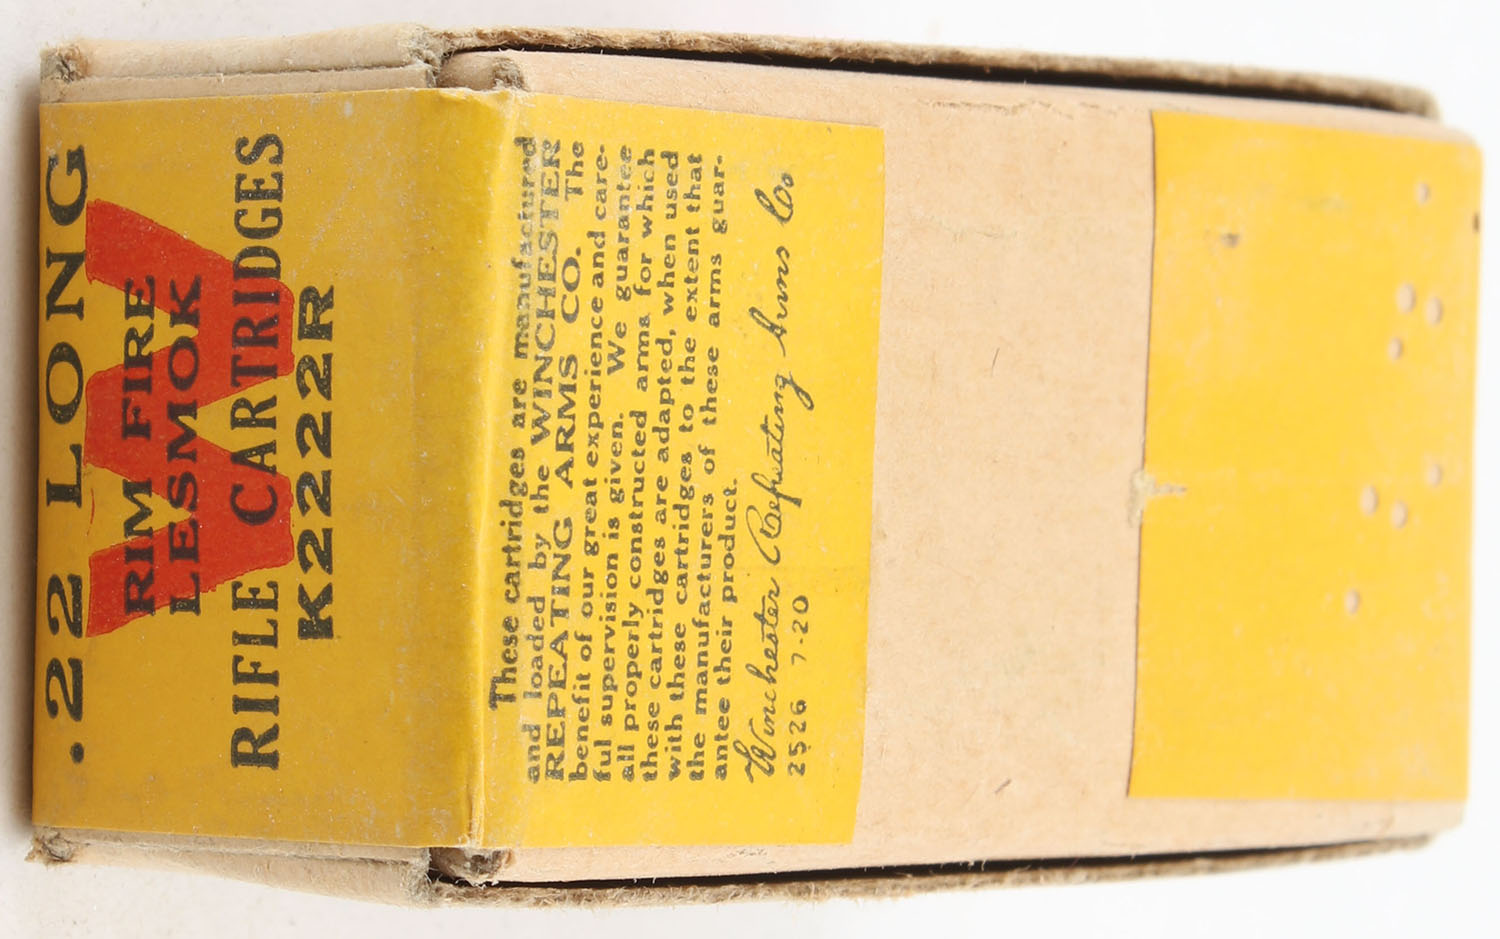 .22 LONG
W
RIM FIRE
LESMOK
RIFLE CARTRIDGES
K2222R
These cartridges are manufactured
and loaded by the WINCHESTER
REPEATING ARMS CO. The
benefit of our great experience and care-
ful supervision is given. We guarantee
all properly constructed arms for which
these cartridges are adapted, when used
with these cartridges to the extent that
the manufacturers of these arms guar-
antee their product.
Winchester Repeating Arms Co
2526 7-20